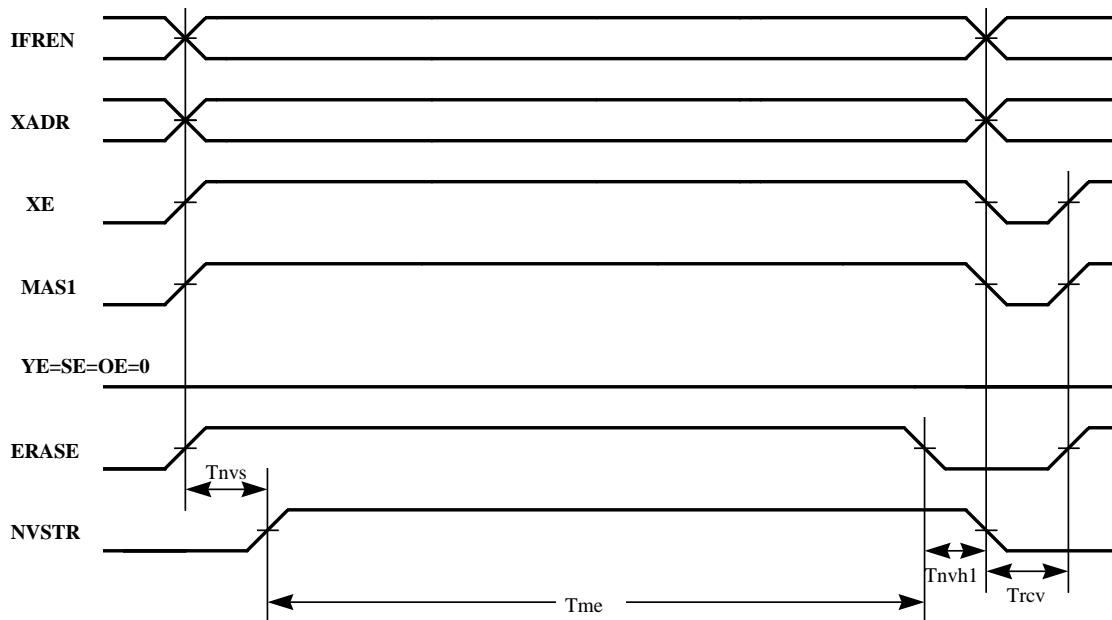 IFREN
XADR
XE
MAS1
YE=SE=OE=0
ERASE
Tnvs
NVSTR
Tnvh1
Trcv
Tme